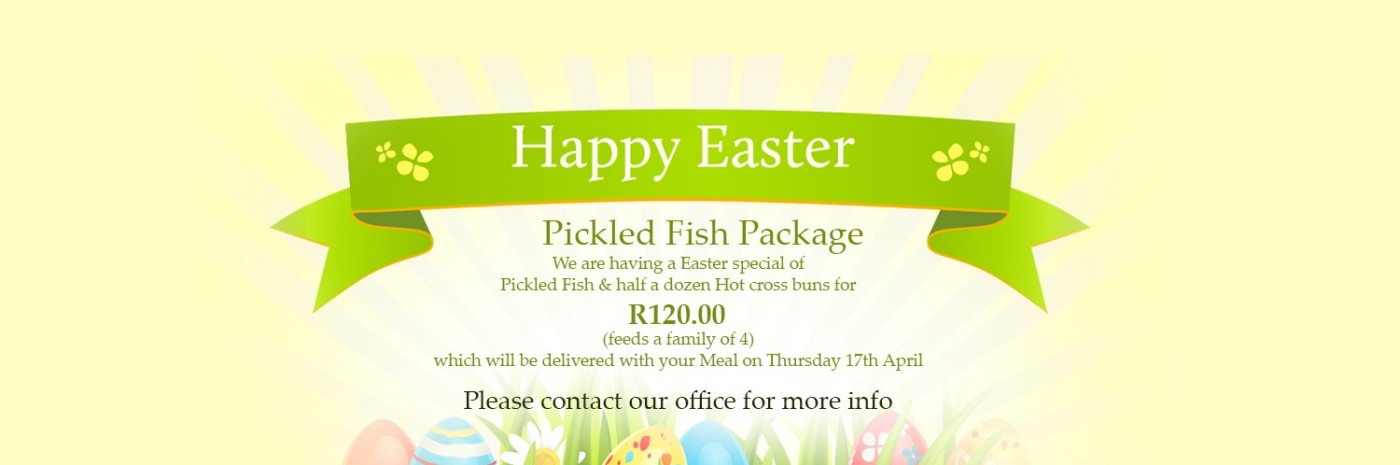 Happy Easter
Pickled Fish Package
We are having a Easter special of
Pickled Fish & half a dozen Hot cross buns for
R120.00
(feeds a family of 4)
which will be delivered with your Meal on Thursday 17th April
Please contact our office for more info